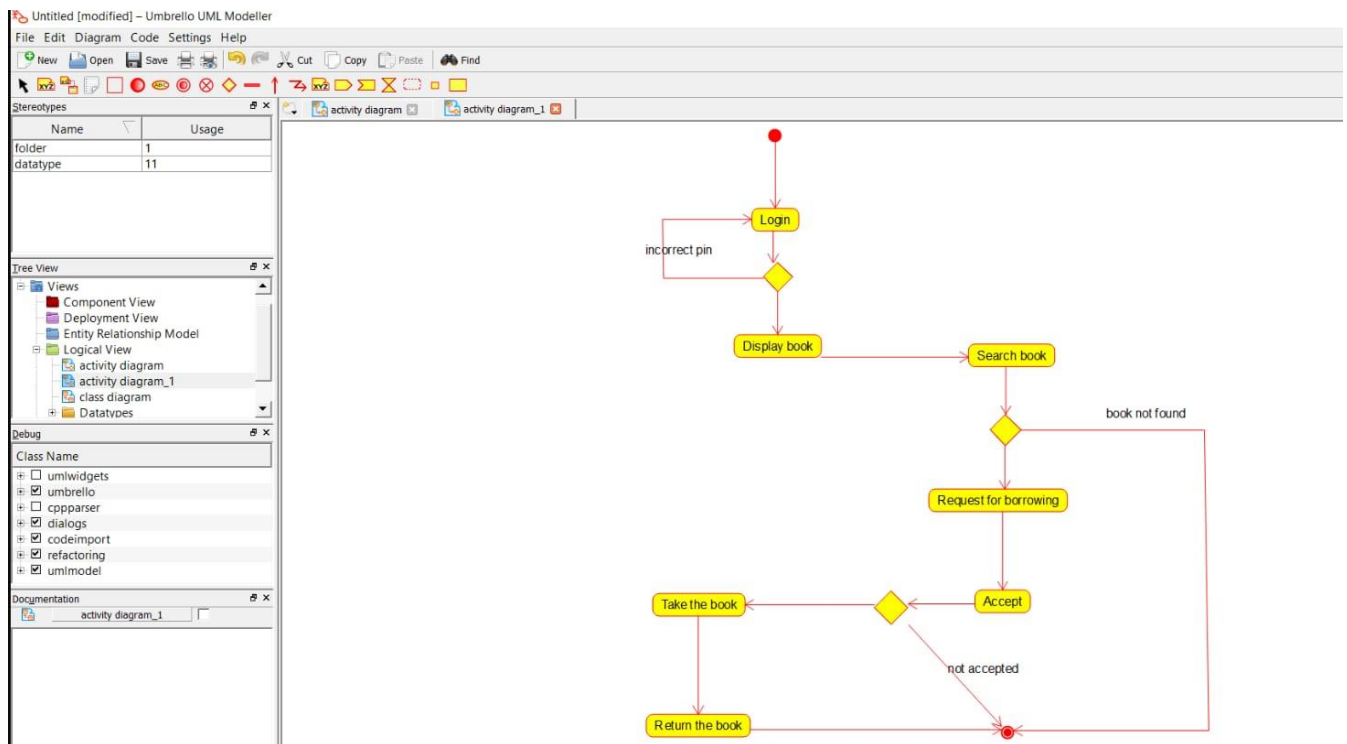 Untitled [modified] – Umbrello UML Modeller
File Edit Diagram Code Settings Help
New Open Save Cut Copy Paste Find
XYZ ABC XYZ
Stereotypes
activity diagram activity diagram_1
Name Usage
folder 1
datatype 11
Tree View
Views
Component View
Deployment View
Entity Relationship Model
Logical View
activity diagram
activity diagram_1
class diagram
Datatypes
Debug
Class Name
umlwidgets
umbrello
cppparser
dialogs
codeimport
refactoring
umlmodel
Documentation
activity diagram_1
Login
incorrect pin
Display book
Search book
book not found
Request for borrowing
Accept
Take the book
not accepted
Return the book